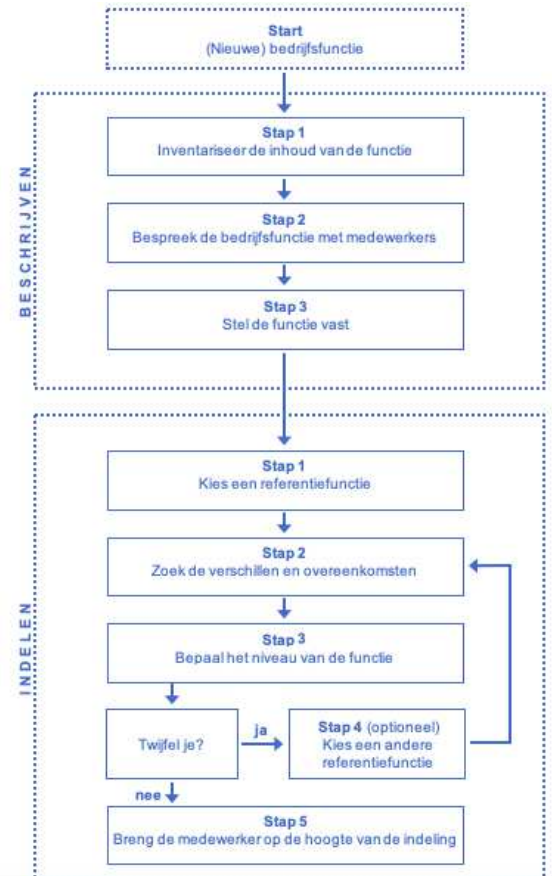 Start
(Nieuwe) bedrijfsfunctie
BESCHRIJVEN
Stap 1
Inventariseer de inhoud van de functie
Stap 2
Bespreek de bedrijfsfunctie met medewerkers
Stap 3
Stel de functie vast
INDELEN
Stap 1
Kies een referentiefunctie
Stap 2
Zoek de verschillen en overeenkomsten
Stap 3
Bepaal het niveau van de functie
Twijfel je?
ja
Stap 4 (optioneel)
Kies een andere
referentiefunctie
nee
Stap 5
Breng de medewerker op de hoogte van de indeling